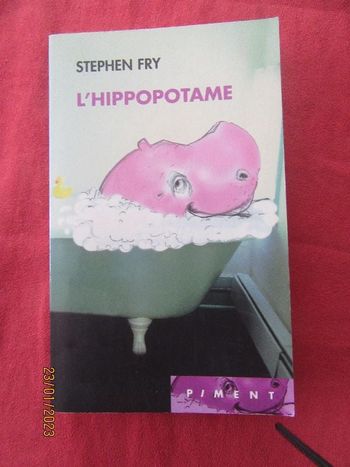 STEPHEN FRY
L'HIPPOPOTAME
PIMENT
23/01/2023